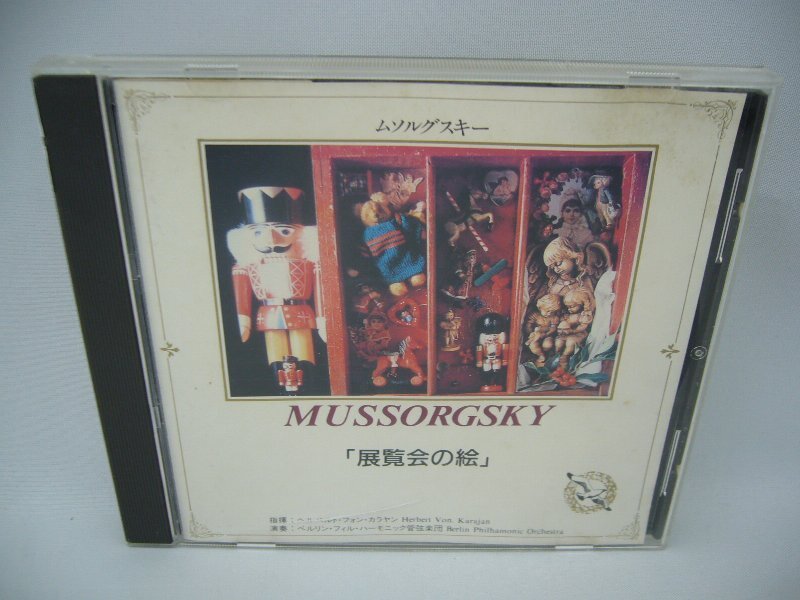 ムソルグスキー
MUSSORGSKY
「展覧会の絵」
指揮:ヘルベルト・フォン・カラヤン Herbeit Von Karajan
演奏:ベルリン・フィル・ハーモニック管弦楽団 Berlin Philhamonic Orchestra